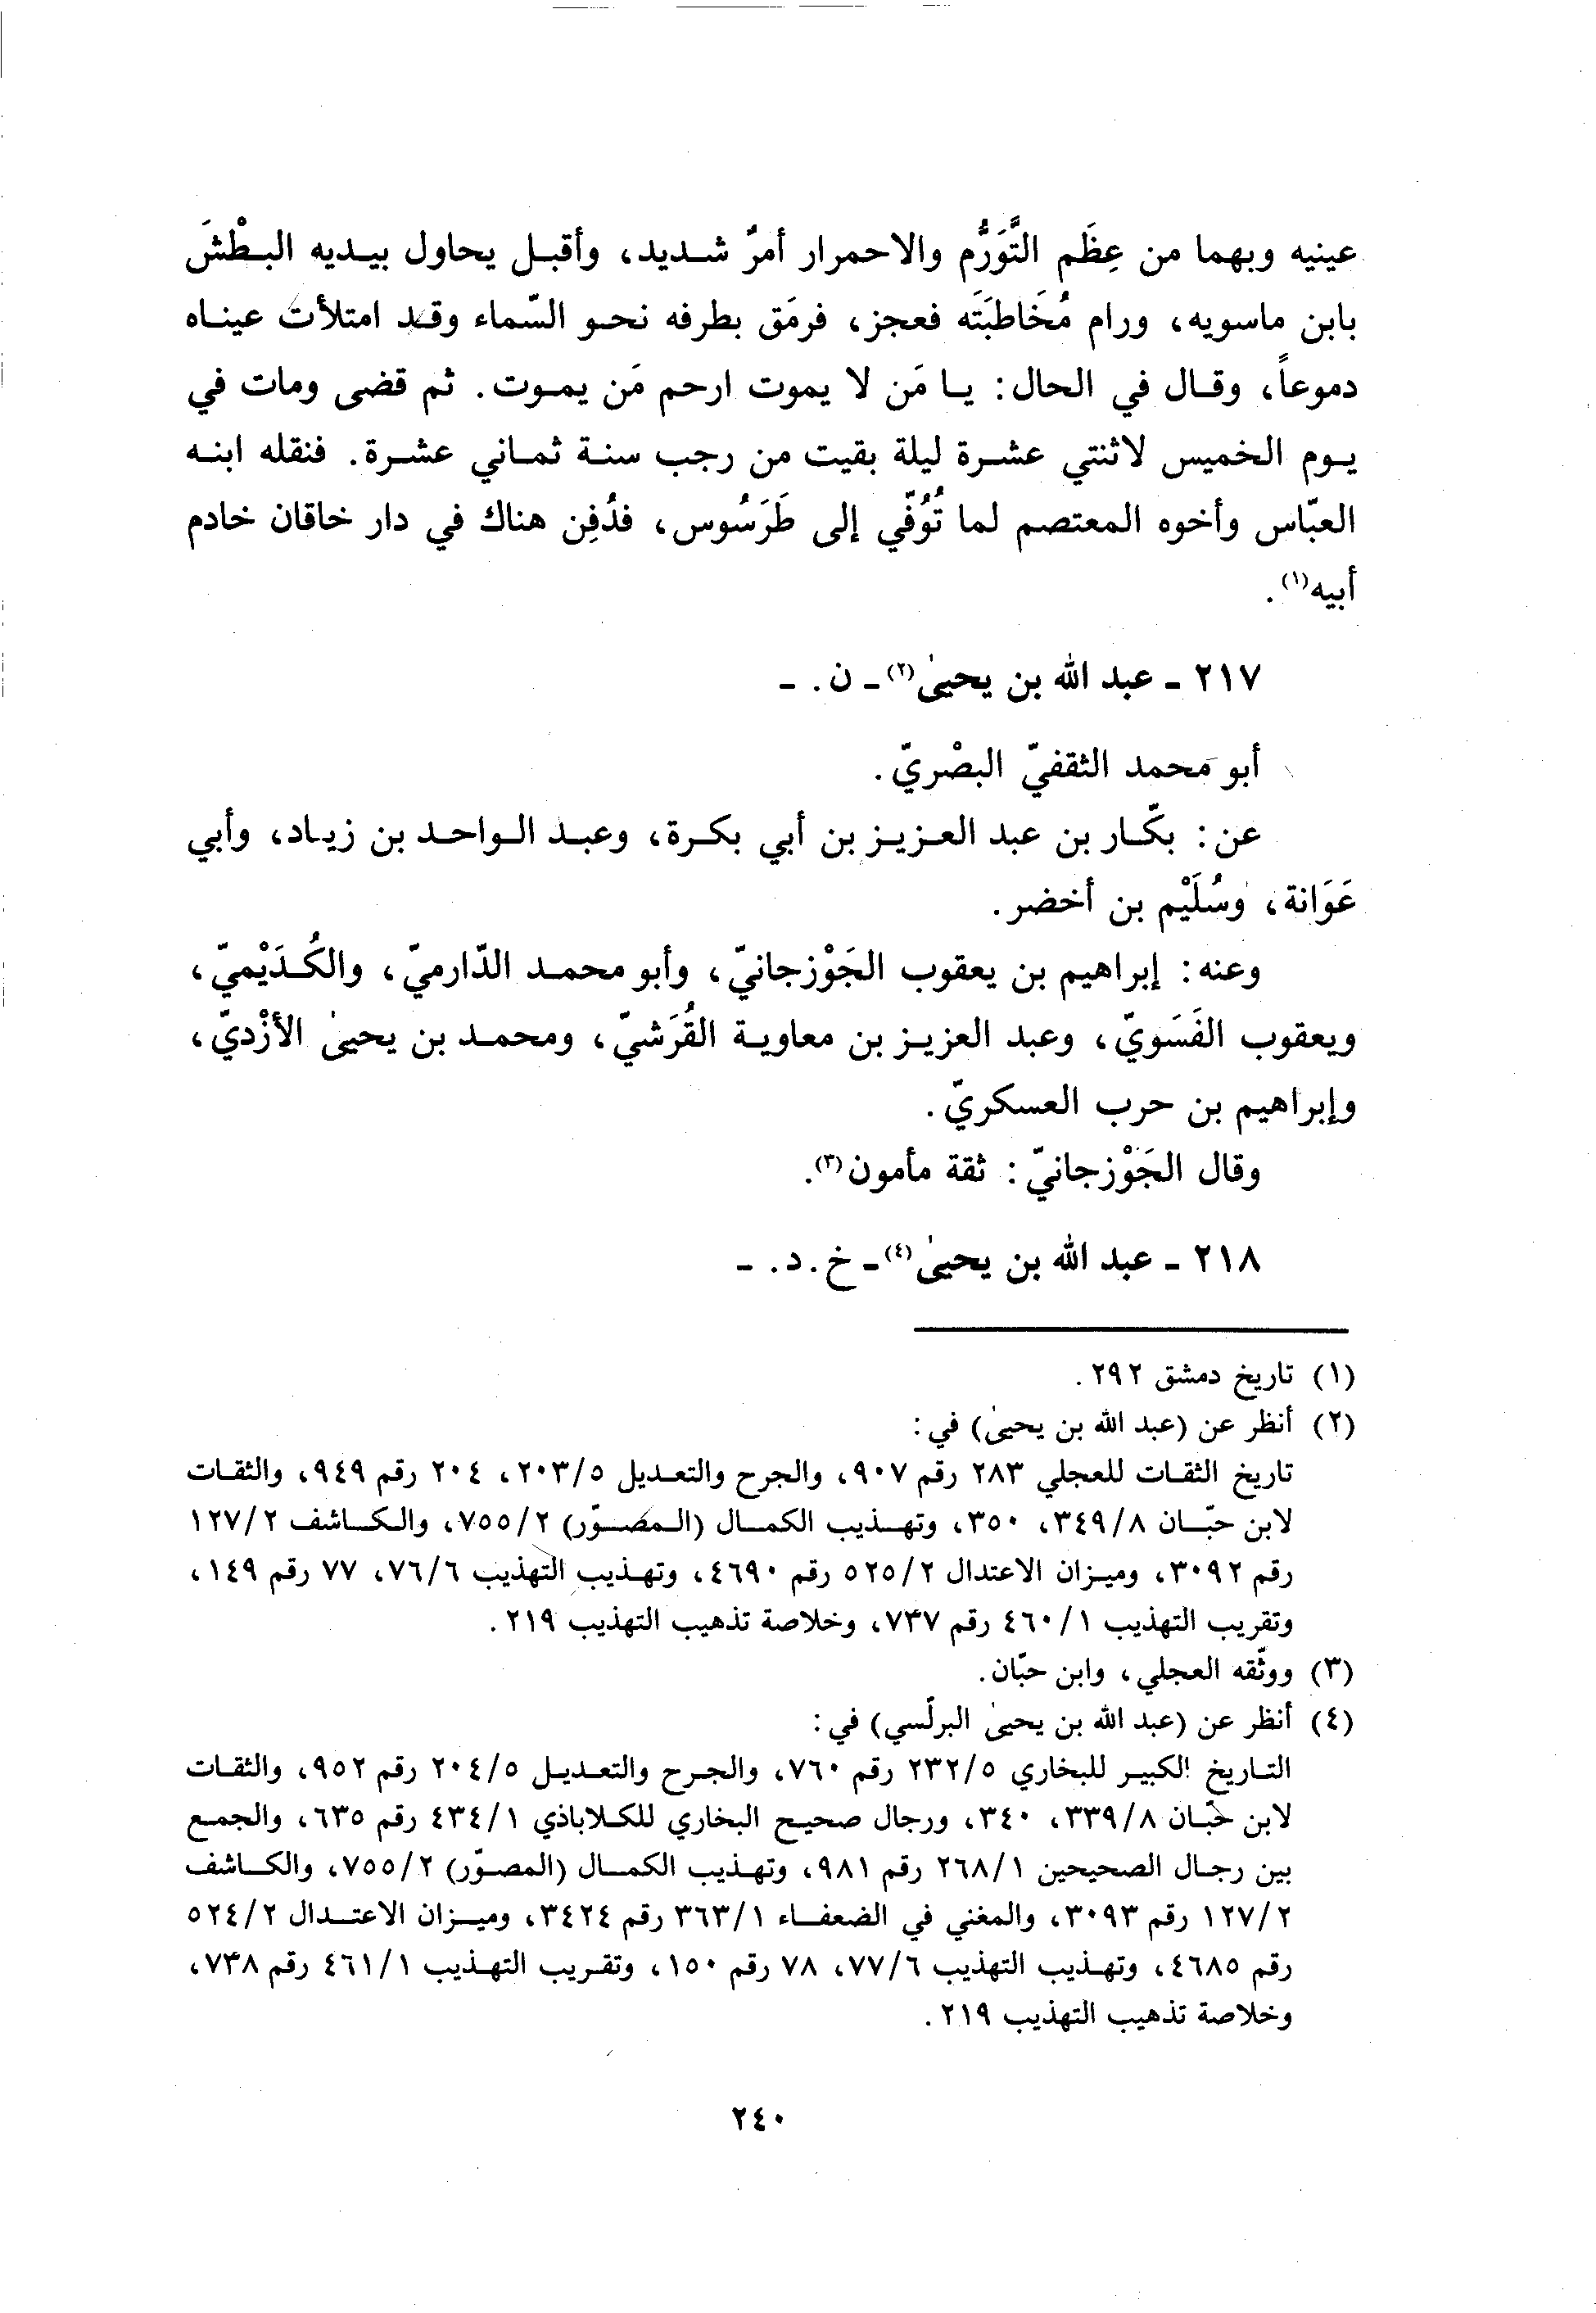 عينيه وبهما من عِظَم التَّوَرُّم والاحمرار أمرٌ شديد، وأقبل يحاول بيديه البطْشَ
بابن ماسويه، ورام مُخَاطَبَتَه فعجز، فرمَق بطرفه نحو السّماء وقد امتلأت عيناه
دموعاً، وقال في الحال: يا مَن لا يموت ارحم مَن يموت. ثم قضى ومات في
يوم الخميس لاثنتي عشرة ليلة بقيت من رجب سنة ثماني عشرة. فنقله ابنه
العبّاس وأخوه المعتصم لما تُوُفّي إلى طَرَسُوس، فدُفِن هناك في دار خاقان خادم
أبيه(١).
٢١٧ - عبد الله بن يحيىٰ(٢) - ن. -
أبو محمد الثقفيّ البصْريّ.
عن: بكّار بن عبد العزيز بن أبي بكرة، وعبد الواحد بن زياد، وأبي
عَوَانة، وسُلَيْم بن أخضر.
وعنه: إبراهيم بن يعقوب الجَوْزجانيّ، وأبو محمد الدّارميّ، والكُدَيْميّ،
ويعقوب الفَسَويّ، وعبد العزيز بن معاوية القُرَشيّ، ومحمد بن يحيىٰ الأزْديّ،
وإبراهيم بن حرب العسكريّ.
وقال الجَوْزجانيّ: ثقة مأمون(٣).
٢١٨ - عبد الله بن يحيىٰ(٤) - خ. د. -
(١) تاريخ دمشق ٢٩٢.
(٢) أنظر عن (عبد الله بن يحيىٰ) في:
تاريخ الثقات للعجلي ٢٨٣ رقم ٩٠٧، والجرح والتعديل ٢٠٣/٥، ٢٠٤ رقم ٩٤٩، والثقات
لابن حبّان ٣٤٩/٨، ٣٥٠، وتهذيب الكمال (المصوّر) ٧٥٥/٢، والكاشف ١٢٧/٢
رقم ٣٠٩٢، وميزان الاعتدال ٥٢٥/٢ رقم ٤٦٩٠، وتهذيب التهذيب ٧٦/٦، ٧٧ رقم ١٤٩،
وتقريب التهذيب ٤٦٠/١ رقم ٧٣٧، وخلاصة تذهيب التهذيب ٢١٩.
(٣) ووثّقه العجلي، وابن حبّان.
(٤) أنظر عن (عبد الله بن يحيىٰ البرلّسي) في:
التاريخ الكبير للبخاري ٢٣٢/٥ رقم ٧٦٠، والجرح والتعديل ٢٠٤/٥ رقم ٩٥٢، والثقات
لابن حبّان ٣٣٩/٨، ٣٤٠، ورجال صحيح البخاري للكلاباذي ٤٣٤/١ رقم ٦٣٥، والجمع
بين رجال الصحيحين ٢٦٨/١ رقم ٩٨١، وتهذيب الكمال (المصوّر) ٧٥٥/٢، والكاشف
١٢٧/٢ رقم ٣٠٩٣، والمغني في الضعفاء ٣٦٣/١ رقم ٣٤٢٤، وميزان الاعتدال ٥٢٤/٢
رقم ٤٦٨٥، وتهذيب التهذيب ٧٧/٦، ٧٨ رقم ١٥٠، وتقريب التهذيب ٤٦١/١ رقم ٧٣٨،
وخلاصة تذهيب التهذيب ٢١٩.
٢٤٠